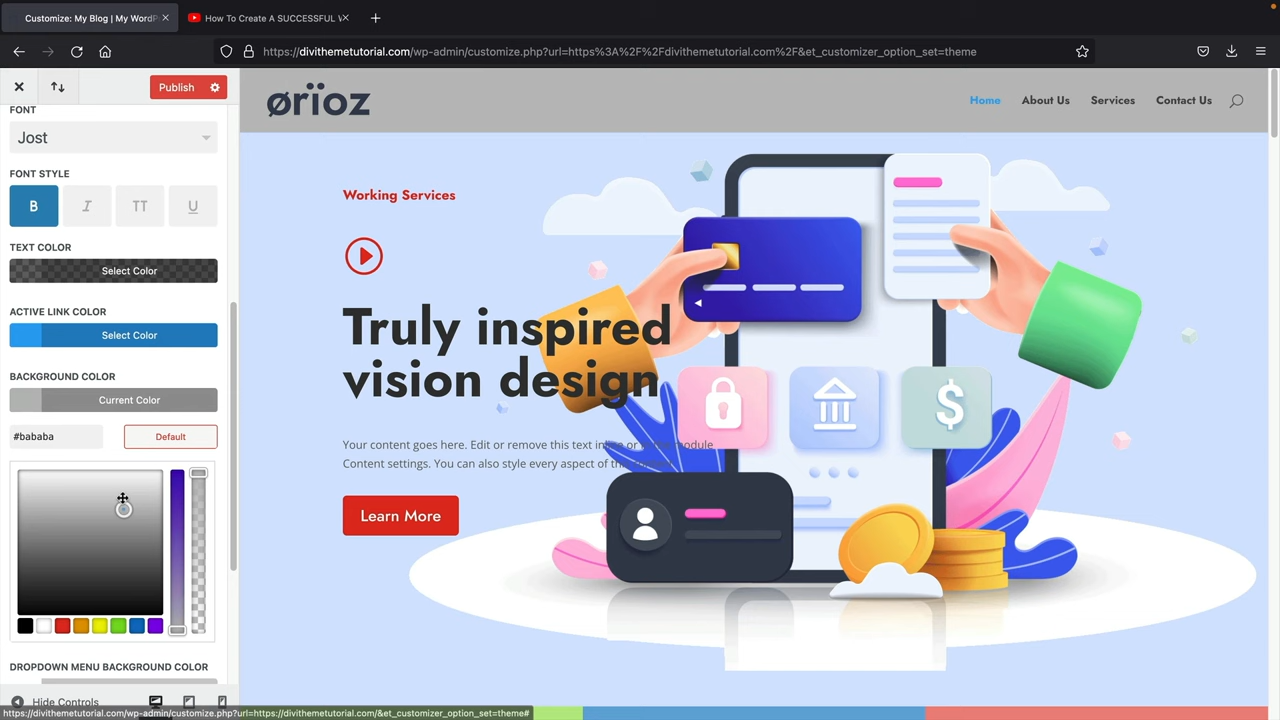 Customize: My Blog | My WordP
How To Create A SUCCESSFUL W
https://divithemetutorial.com/wp-admin/customize.php?url=https%3A%2F%2Fdivithemetutorial.com%2F&et_customizer_option_set=theme
Publish
FONT
Jost
FONT STYLE
B I TT U
TEXT COLOR
Select Color
ACTIVE LINK COLOR
Select Color
BACKGROUND COLOR
Current Color
#bababa
Default
DROPDOWN MENU BACKGROUND COLOR
Hide Controls
https://divithemetutorial.com/wp-admin/customize.php?url=https://divithemetutorial.com/&et_customizer_option_set=theme#
ørïoz
Home About Us Services Contact Us
Working Services
Truly inspired
vision design
Your content goes here. Edit or remove this text inline or module
Content settings. You can also style every aspect of this
Learn More
$